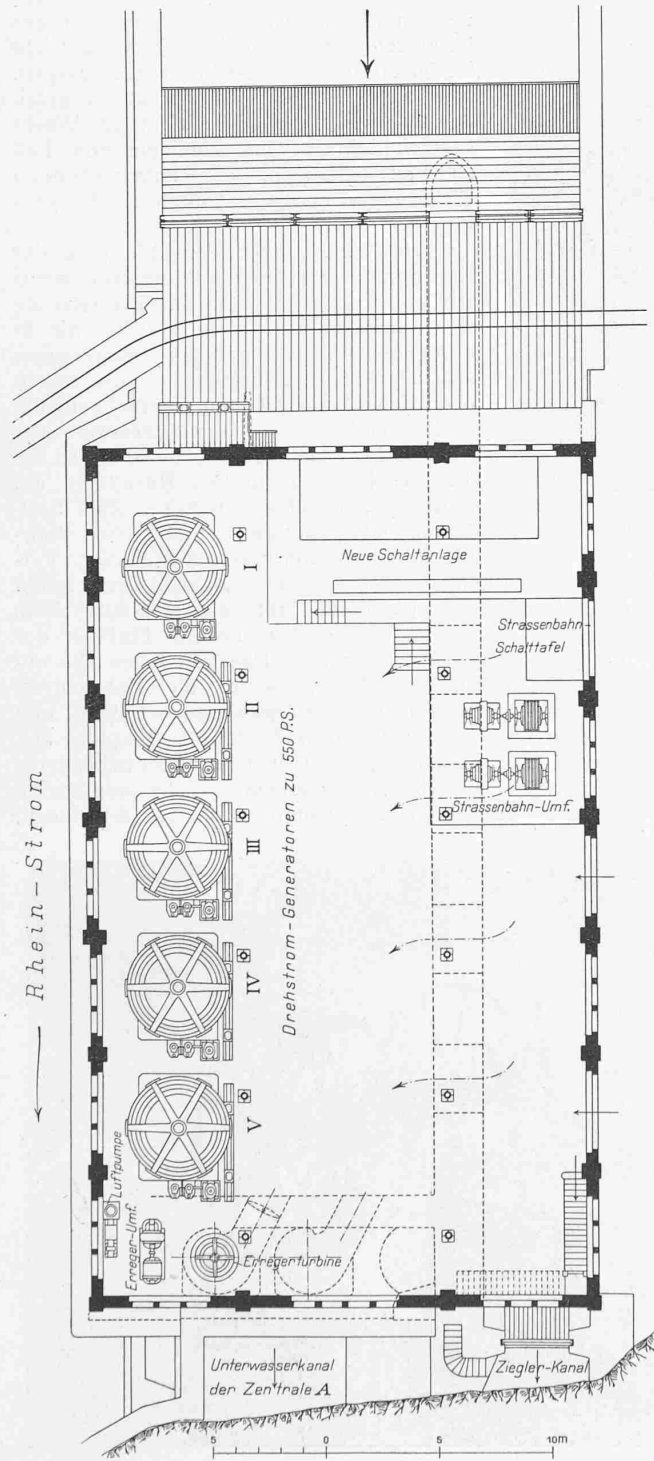 Neue Schaltanlage
I
Strassenbahn-
Schalttafel
II
Strassenbahn-Umf.
III
Drehstrom-Generatoren zu 550 P.S.
Rhein-Strom
IV
V
Luftpumpe
Erreger-Umf.
Erregerturbine
Unterwasserkanal
der Zentrale A
Ziegler-Kanal
5 0 5 10m